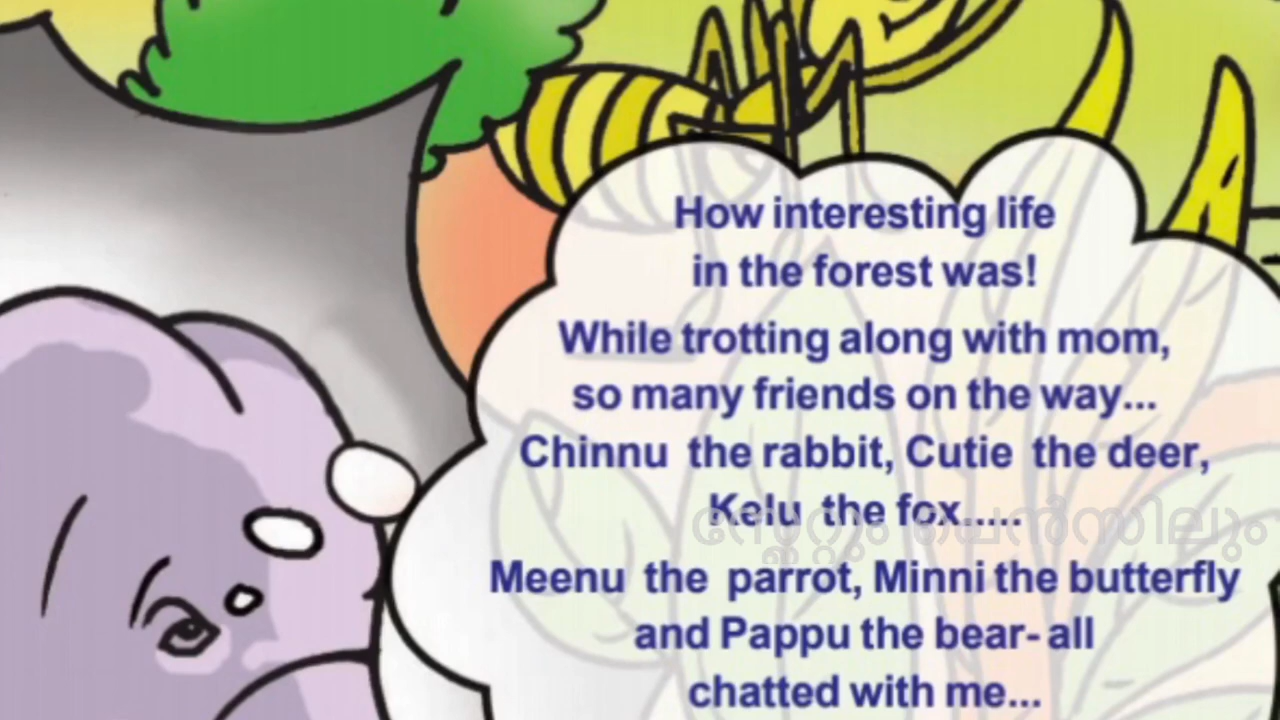 How interesting life
in the forest was!
While trotting along with mom,
so many friends on the way...
Chinnu the rabbit, Cutie the deer,
Kelu the fox.....
സ്ലേറ്റും പെൻസിലും
Meenu the parrot, Minni the butterfly
and Pappu the bear- all
chatted with me...